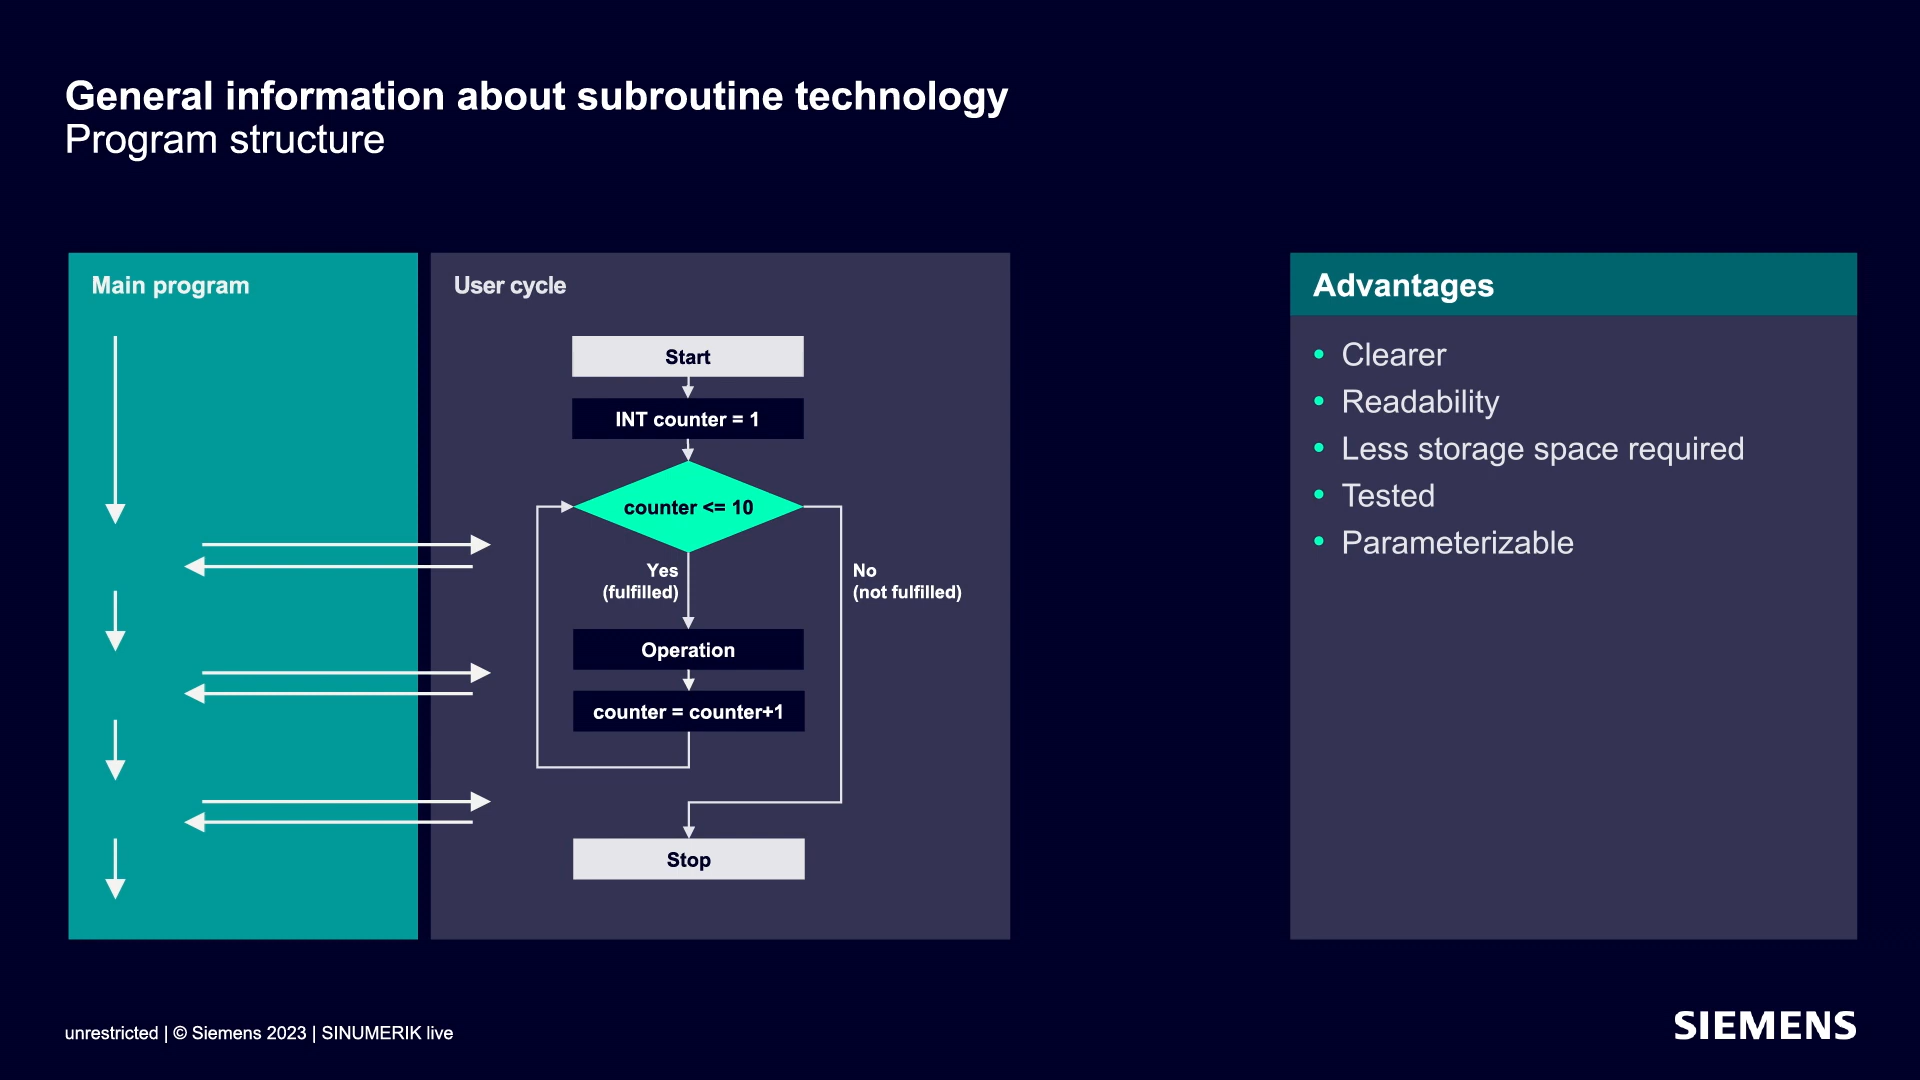 General information about subroutine technology
Program structure
Main program
User cycle
Start
INT counter = 1
counter <= 10
Yes
(fulfilled)
No
(not fulfilled)
Operation
counter = counter+1
Stop
Advantages
• Clearer
• Readability
• Less storage space required
• Tested
• Parameterizable
unrestricted | © Siemens 2023 | SINUMERIK live
SIEMENS